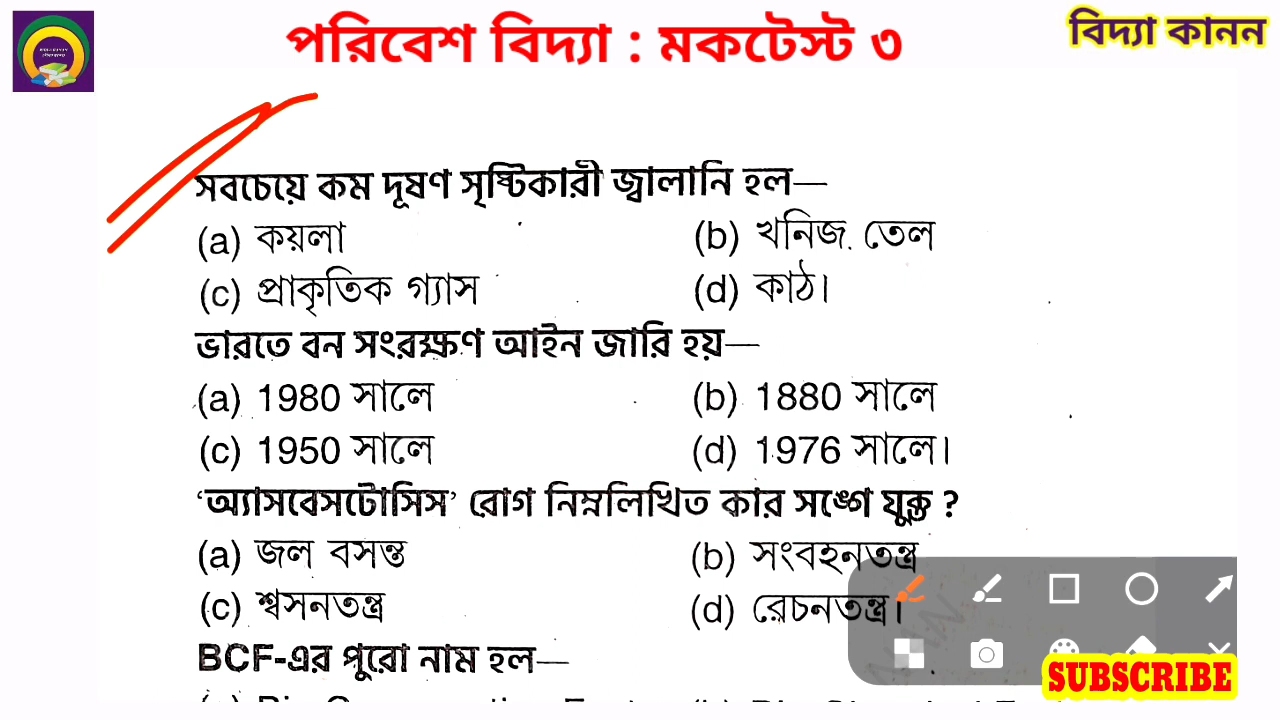 পরিবেশ বিদ্যা : মকটেস্ট ৩
বিদ্যা কানন
সবচেয়ে কম দূষণ সৃষ্টিকারী জ্বালানি হল—
(a) কয়লা (b) খনিজ তেল
(c) প্রাকৃতিক গ্যাস (d) কাঠ।
ভারতে বন সংরক্ষণ আইন জারি হয়—
(a) 1980 সালে (b) 1880 সালে
(c) 1950 সালে (d) 1976 সালে।
‘অ্যাসবেসটোসিস’ রোগ নিম্নলিখিত কার সঙ্গে যুক্ত ?
(a) জল বসন্ত (b) সংবহনতন্ত্র
(c) শ্বসনতন্ত্র (d) রেচনতন্ত্র।
BCF-এর পুরো নাম হল—
SUBSCRIBE